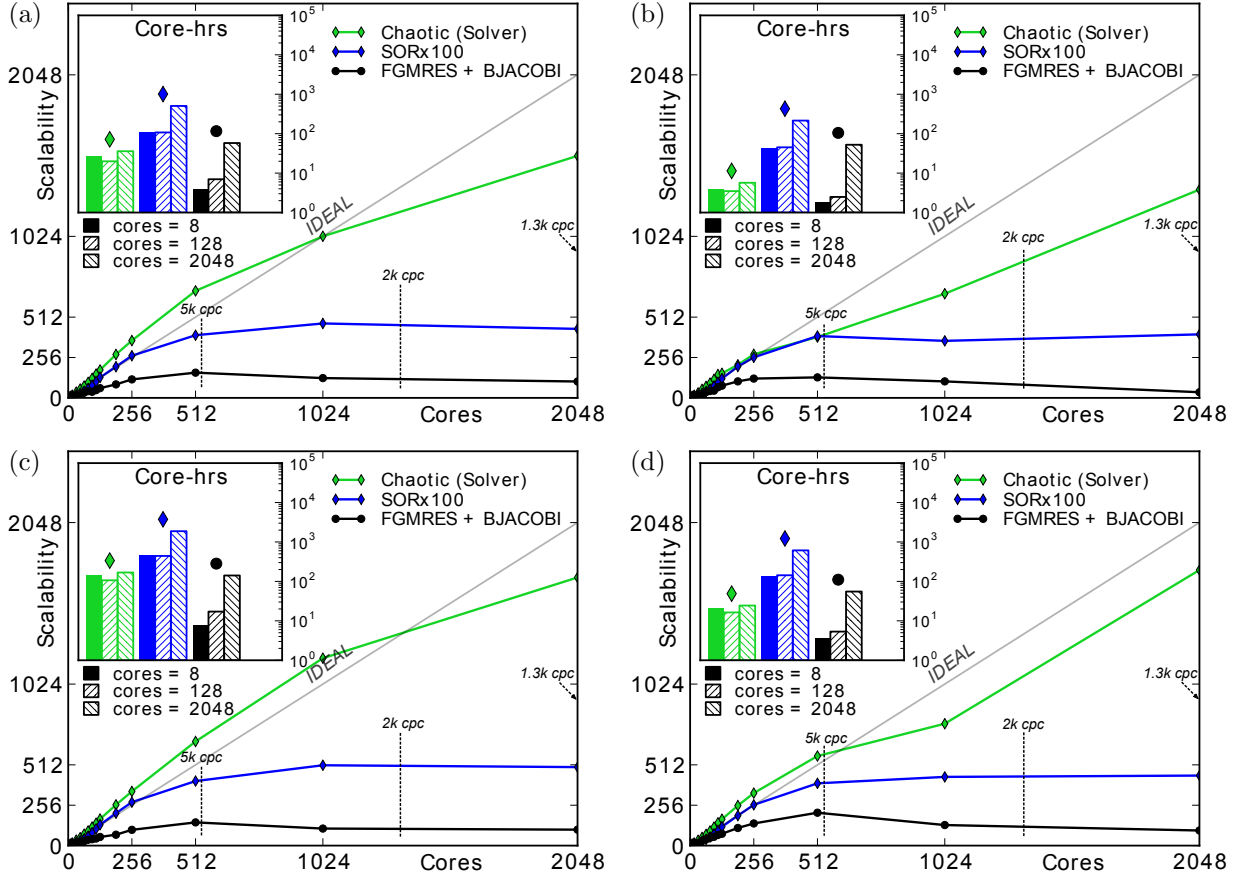 (a)
Core-hrs
10^5
10^4
10^3
10^2
10^1
10^0
Chaotic (Solver)
SORx100
FGMRES + BJACOBI
cores = 8
cores = 128
cores = 2048
IDEAL
5k cpc
2k cpc
1.3k cpc
Scalability
2048
1024
512
256
0
0
256
512
1024
Cores
2048
(b)
Core-hrs
10^5
10^4
10^3
10^2
10^1
10^0
Chaotic (Solver)
SORx100
FGMRES + BJACOBI
cores = 8
cores = 128
cores = 2048
IDEAL
5k cpc
2k cpc
1.3k cpc
Scalability
2048
1024
512
256
0
0
256
512
1024
Cores
2048
(c)
Core-hrs
10^5
10^4
10^3
10^2
10^1
10^0
Chaotic (Solver)
SORx100
FGMRES + BJACOBI
cores = 8
cores = 128
cores = 2048
IDEAL
5k cpc
2k cpc
1.3k cpc
Scalability
2048
1024
512
256
0
0
256
512
1024
Cores
2048
(d)
Core-hrs
10^5
10^4
10^3
10^2
10^1
10^0
Chaotic (Solver)
SORx100
FGMRES + BJACOBI
cores = 8
cores = 128
cores = 2048
IDEAL
5k cpc
2k cpc
1.3k cpc
Scalability
2048
1024
512
256
0
0
256
512
1024
Cores
2048